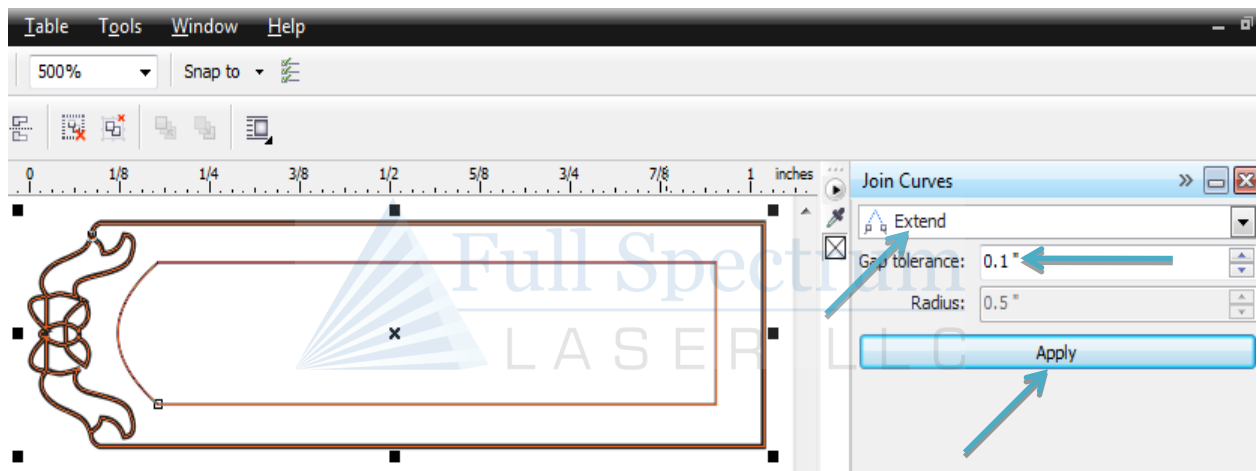 Table Tools Window Help
500% Snap to
0 1/8 1/4 3/8 1/2 5/8 3/4 7/8 1 inches
Join Curves
Extend
Gap tolerance: 0.1 "
Radius: 0.5 "
Apply
Full Spectrum
LASER LLC